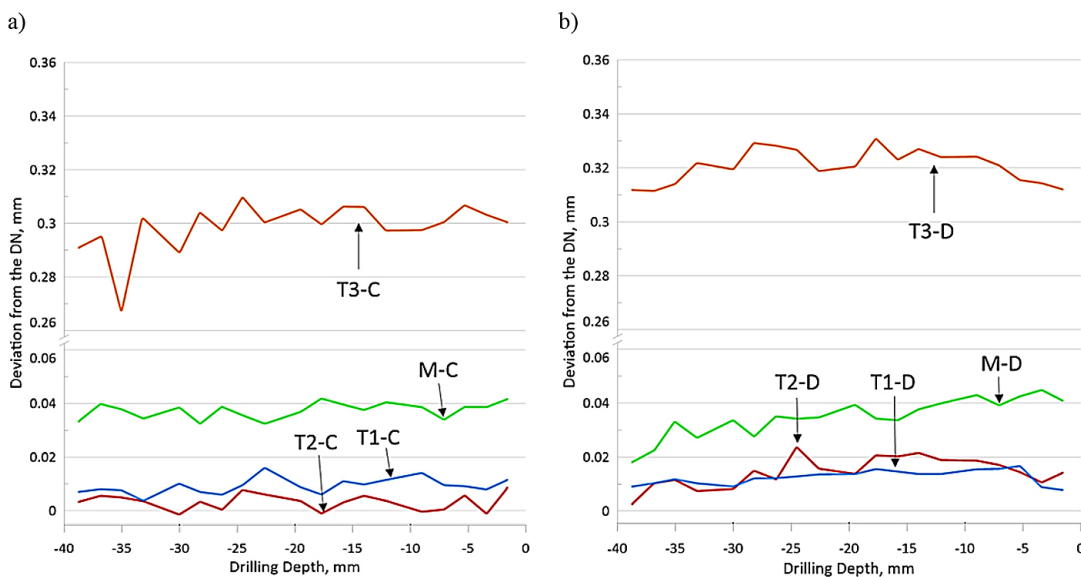 a)
0.36
0.34
0.32
0.3
0.28
0.26
0.06
0.04
0.02
0
Deviation from the DN, mm
T3-C
M-C
T2-C
T1-C
-40 -35 -30 -25 -20 -15 -10 -5 0
Drilling Depth, mm
b)
0.36
0.34
0.32
0.3
0.28
0.26
0.06
0.04
0.02
0
Deviation from the DN, mm
T3-D
T2-D T1-D M-D
-40 -35 -30 -25 -20 -15 -10 -5 0
Drilling Depth, mm